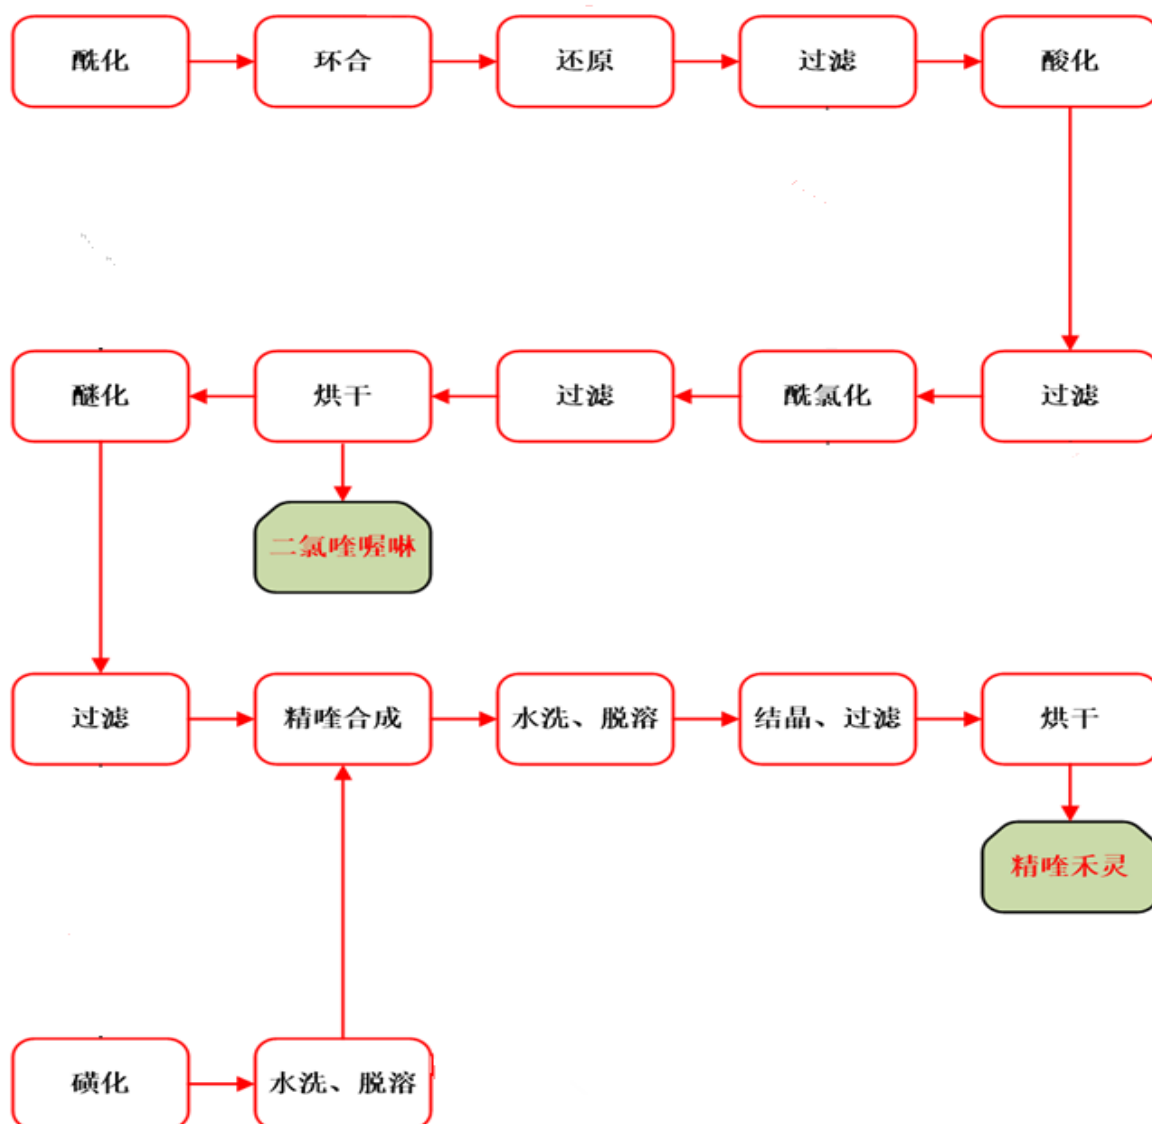 酰化
环合
还原
过滤
酸化
醚化
烘干
过滤
酰氯化
过滤
二氯喹喔啉
过滤
精喹合成
水洗、脱溶
结晶、过滤
烘干
精喹禾灵
磺化
水洗、脱溶